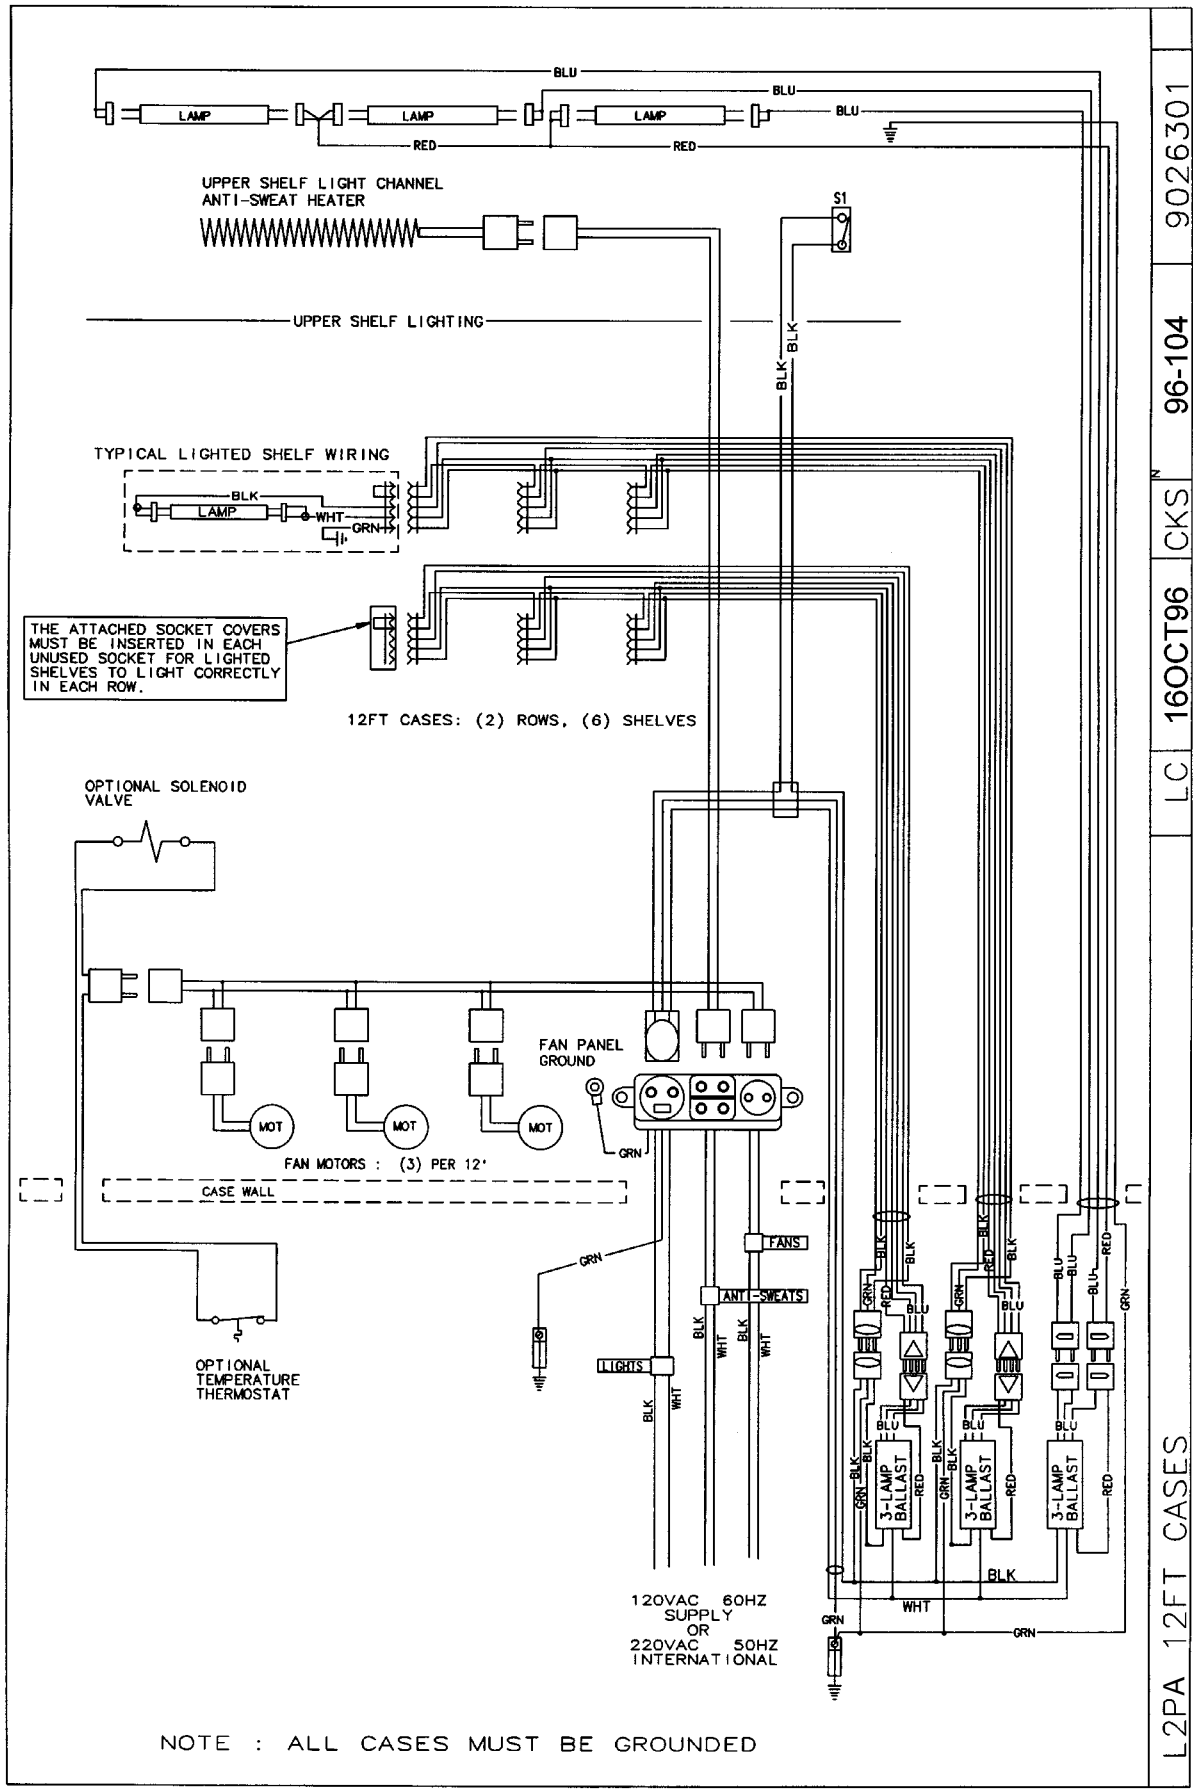 BLU
BLU
BLU
LAMP
LAMP
LAMP
RED
RED
UPPER SHELF LIGHT CHANNEL
ANTI-SWEAT HEATER
S1
UPPER SHELF LIGHTING
BLK
BLK
TYPICAL LIGHTED SHELF WIRING
BLK
LAMP
WHT
GRN
THE ATTACHED SOCKET COVERS
MUST BE INSERTED IN EACH
UNUSED SOCKET FOR LIGHTED
SHELVES TO LIGHT CORRECTLY
IN EACH ROW.
12FT CASES: (2) ROWS, (6) SHELVES
OPTIONAL SOLENOID
VALVE
FAN PANEL
GROUND
MOT
MOT
MOT
GRN
FAN MOTORS : (3) PER 12'
CASE WALL
FANS
GRN
ANTI-SWEATS
LIGHTS
BLK
WHT
BLK
WHT
BLK
WHT
OPTIONAL
TEMPERATURE
THERMOSTAT
BLK
BLK
GRN
RED
BLU
BLK
RED
BLK
GRN
BLU
BLU
BLU
BLU
RED
GRN
BLU
BLU
BLU
BLK
BLK
GRN
RED
BLK
BLK
GRN
RED
RED
3-LAMP
BALLAST
3-LAMP
BALLAST
3-LAMP
BALLAST
BLK
WHT
GRN
GRN
120VAC 60HZ
SUPPLY
OR
220VAC 50HZ
INTERNATIONAL
NOTE : ALL CASES MUST BE GROUNDED
L2PA 12FT CASES
LC
16OCT96
CKS
N
96-104
9026301